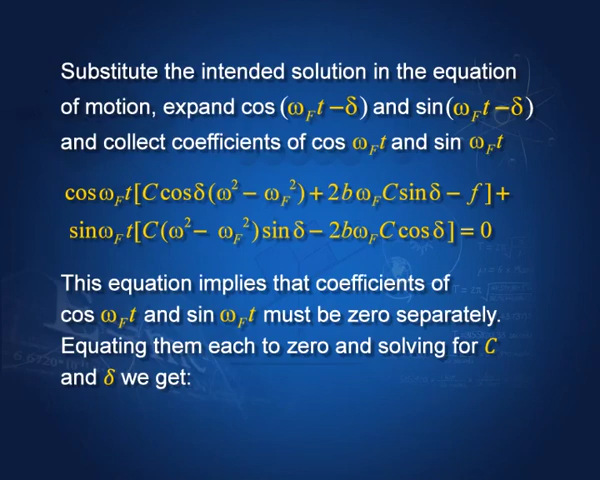 Substitute the intended solution in the equation
of motion, expand cos (ω_F t − δ) and sin(ω_F t − δ)
and collect coefficients of cos ω_F t and sin ω_F t
cos ω_F t[C cos δ(ω² − ω_F²) + 2bω_F C sin δ − f] +
sin ω_F t[C(ω² − ω_F²) sin δ − 2bω_F C cos δ] = 0
This equation implies that coefficients of
cos ω_F t and sin ω_F t must be zero separately.
Equating them each to zero and solving for C
and δ we get: